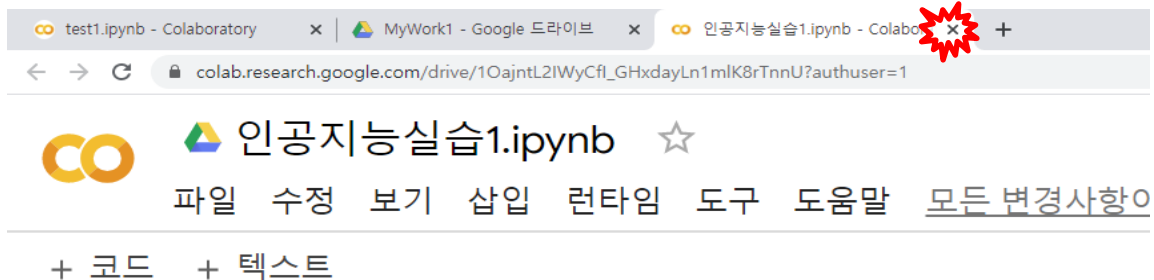 test1.ipynb - Colaboratory MyWork1 - Google 드라이브 인공지능실습1.ipynb - Colabo
colab.research.google.com/drive/1OajntL2IWyCfI_GHxdayLn1mlK8rTnnU?authuser=1
인공지능실습1.ipynb
파일 수정 보기 삽입 런타임 도구 도움말 모든 변경사항이
+ 코드 + 텍스트